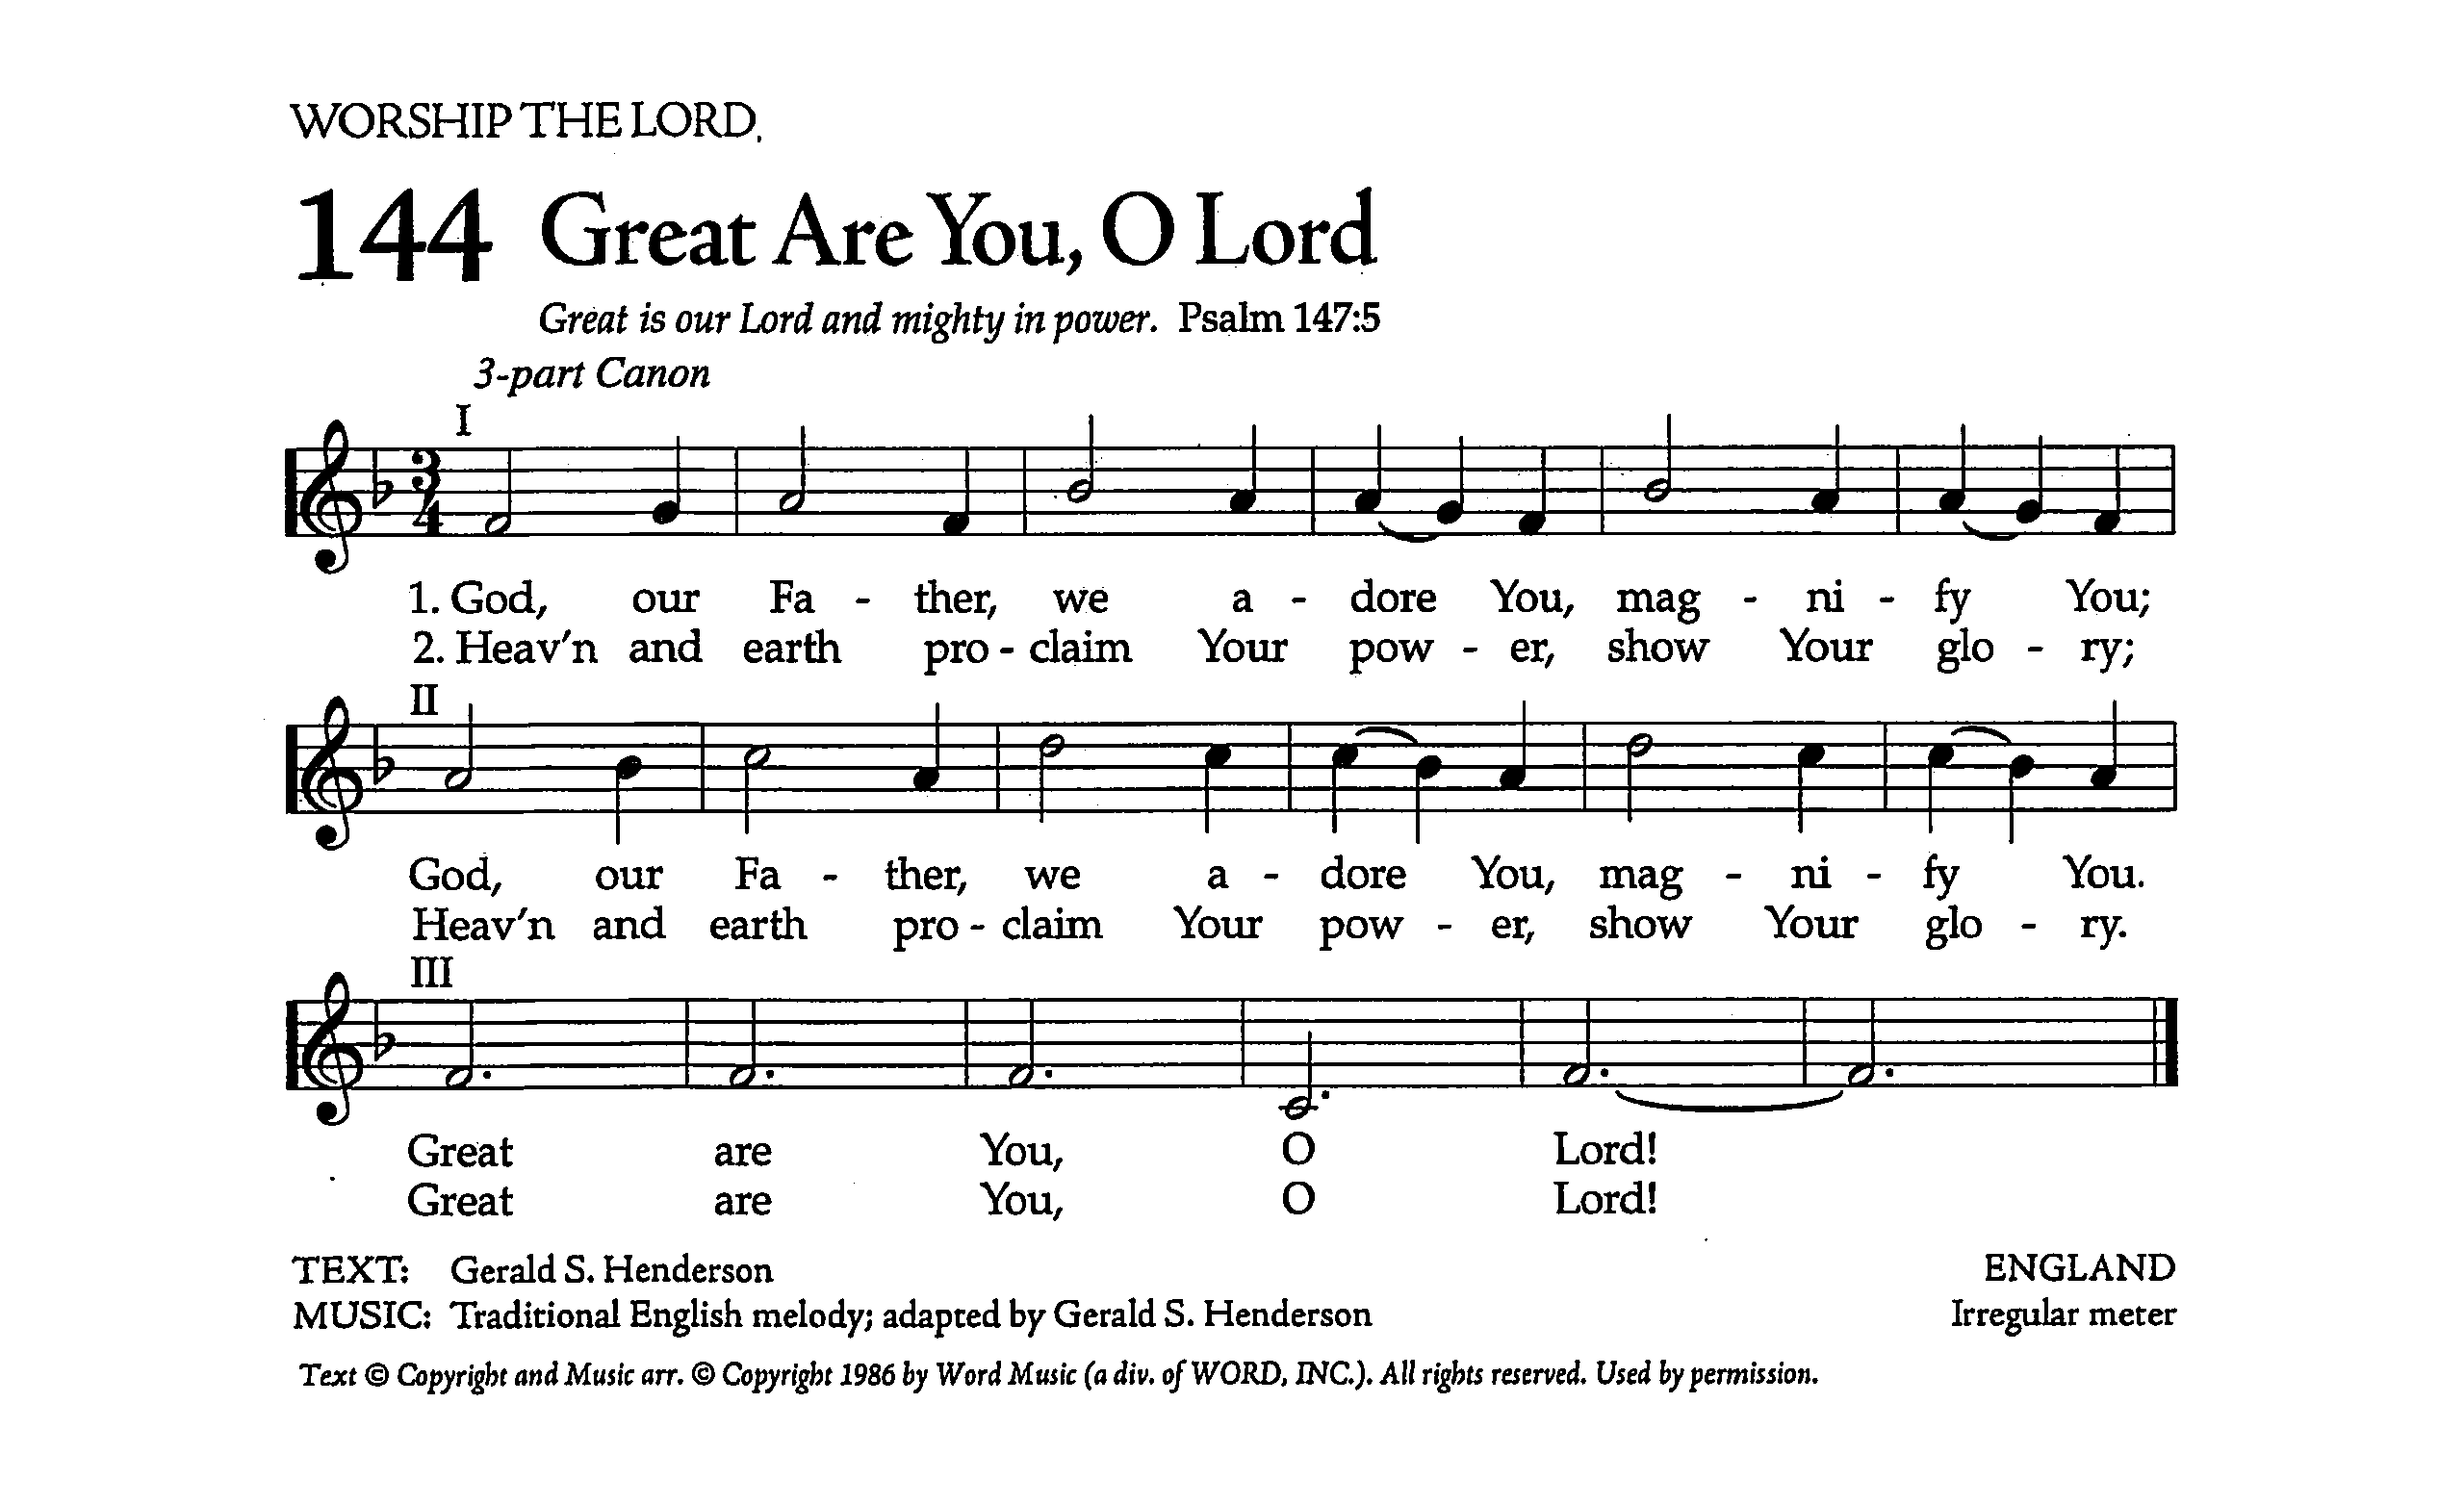 WORSHIP THE LORD
144 Great Are You, O Lord
Great is our Lord and mighty in power. Psalm 147:5
3-part Canon
I
3
4
1. God, our Fa - ther, we a - dore You, mag - ni - fy You;
2. Heav'n and earth pro - claim Your pow - er, show Your glo - ry;
II
God, our Fa - ther, we a - dore You, mag - ni - fy You.
Heav'n and earth pro - claim Your pow - er, show Your glo - ry.
III
Great are You, O Lord!
Great are You, O Lord!
TEXT: Gerald S. Henderson ENGLAND
MUSIC: Traditional English melody; adapted by Gerald S. Henderson Irregular meter
Text © Copyright and Music arr. © Copyright 1986 by Word Music (a div. of WORD, INC.). All rights reserved. Used by permission.